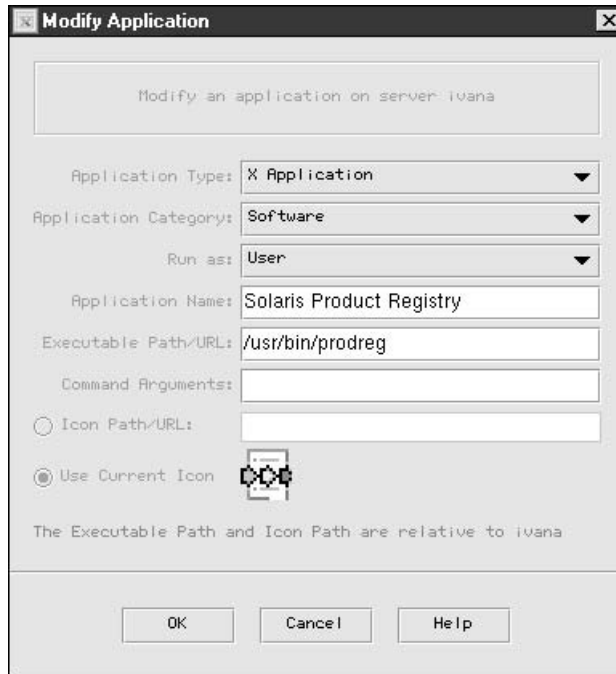 Modify Application
Modify an application on server ivana
Application Type: X Application
Application Category: Software
Run as: User
Application Name: Solaris Product Registry
Executable Path/URL: /usr/bin/prodreg
Command Arguments:
Icon Path/URL:
Use Current Icon
The Executable Path and Icon Path are relative to ivana
OK Cancel Help